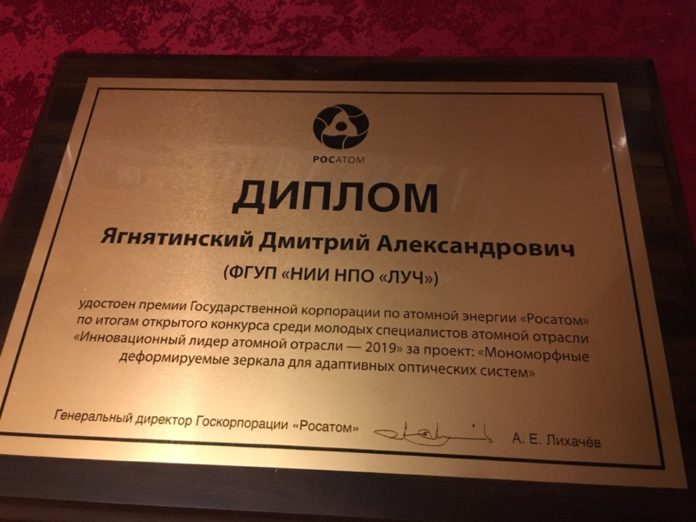 РОСАТОМ
ДИПЛОМ
Ягнятинский Дмитрий Александрович
(ФГУП «НИИ НПО «ЛУЧ»)
удостоен премии Государственной корпорации по атомной энергии «Росатом»
по итогам открытого конкурса среди молодых специалистов атомной отрасли
«Инновационный лидер атомной отрасли — 2019» за проект: «Мономорфные
деформируемые зеркала для адаптивных оптических систем»
Генеральный директор Госкорпорации «Росатом» А. Е. Лихачёв